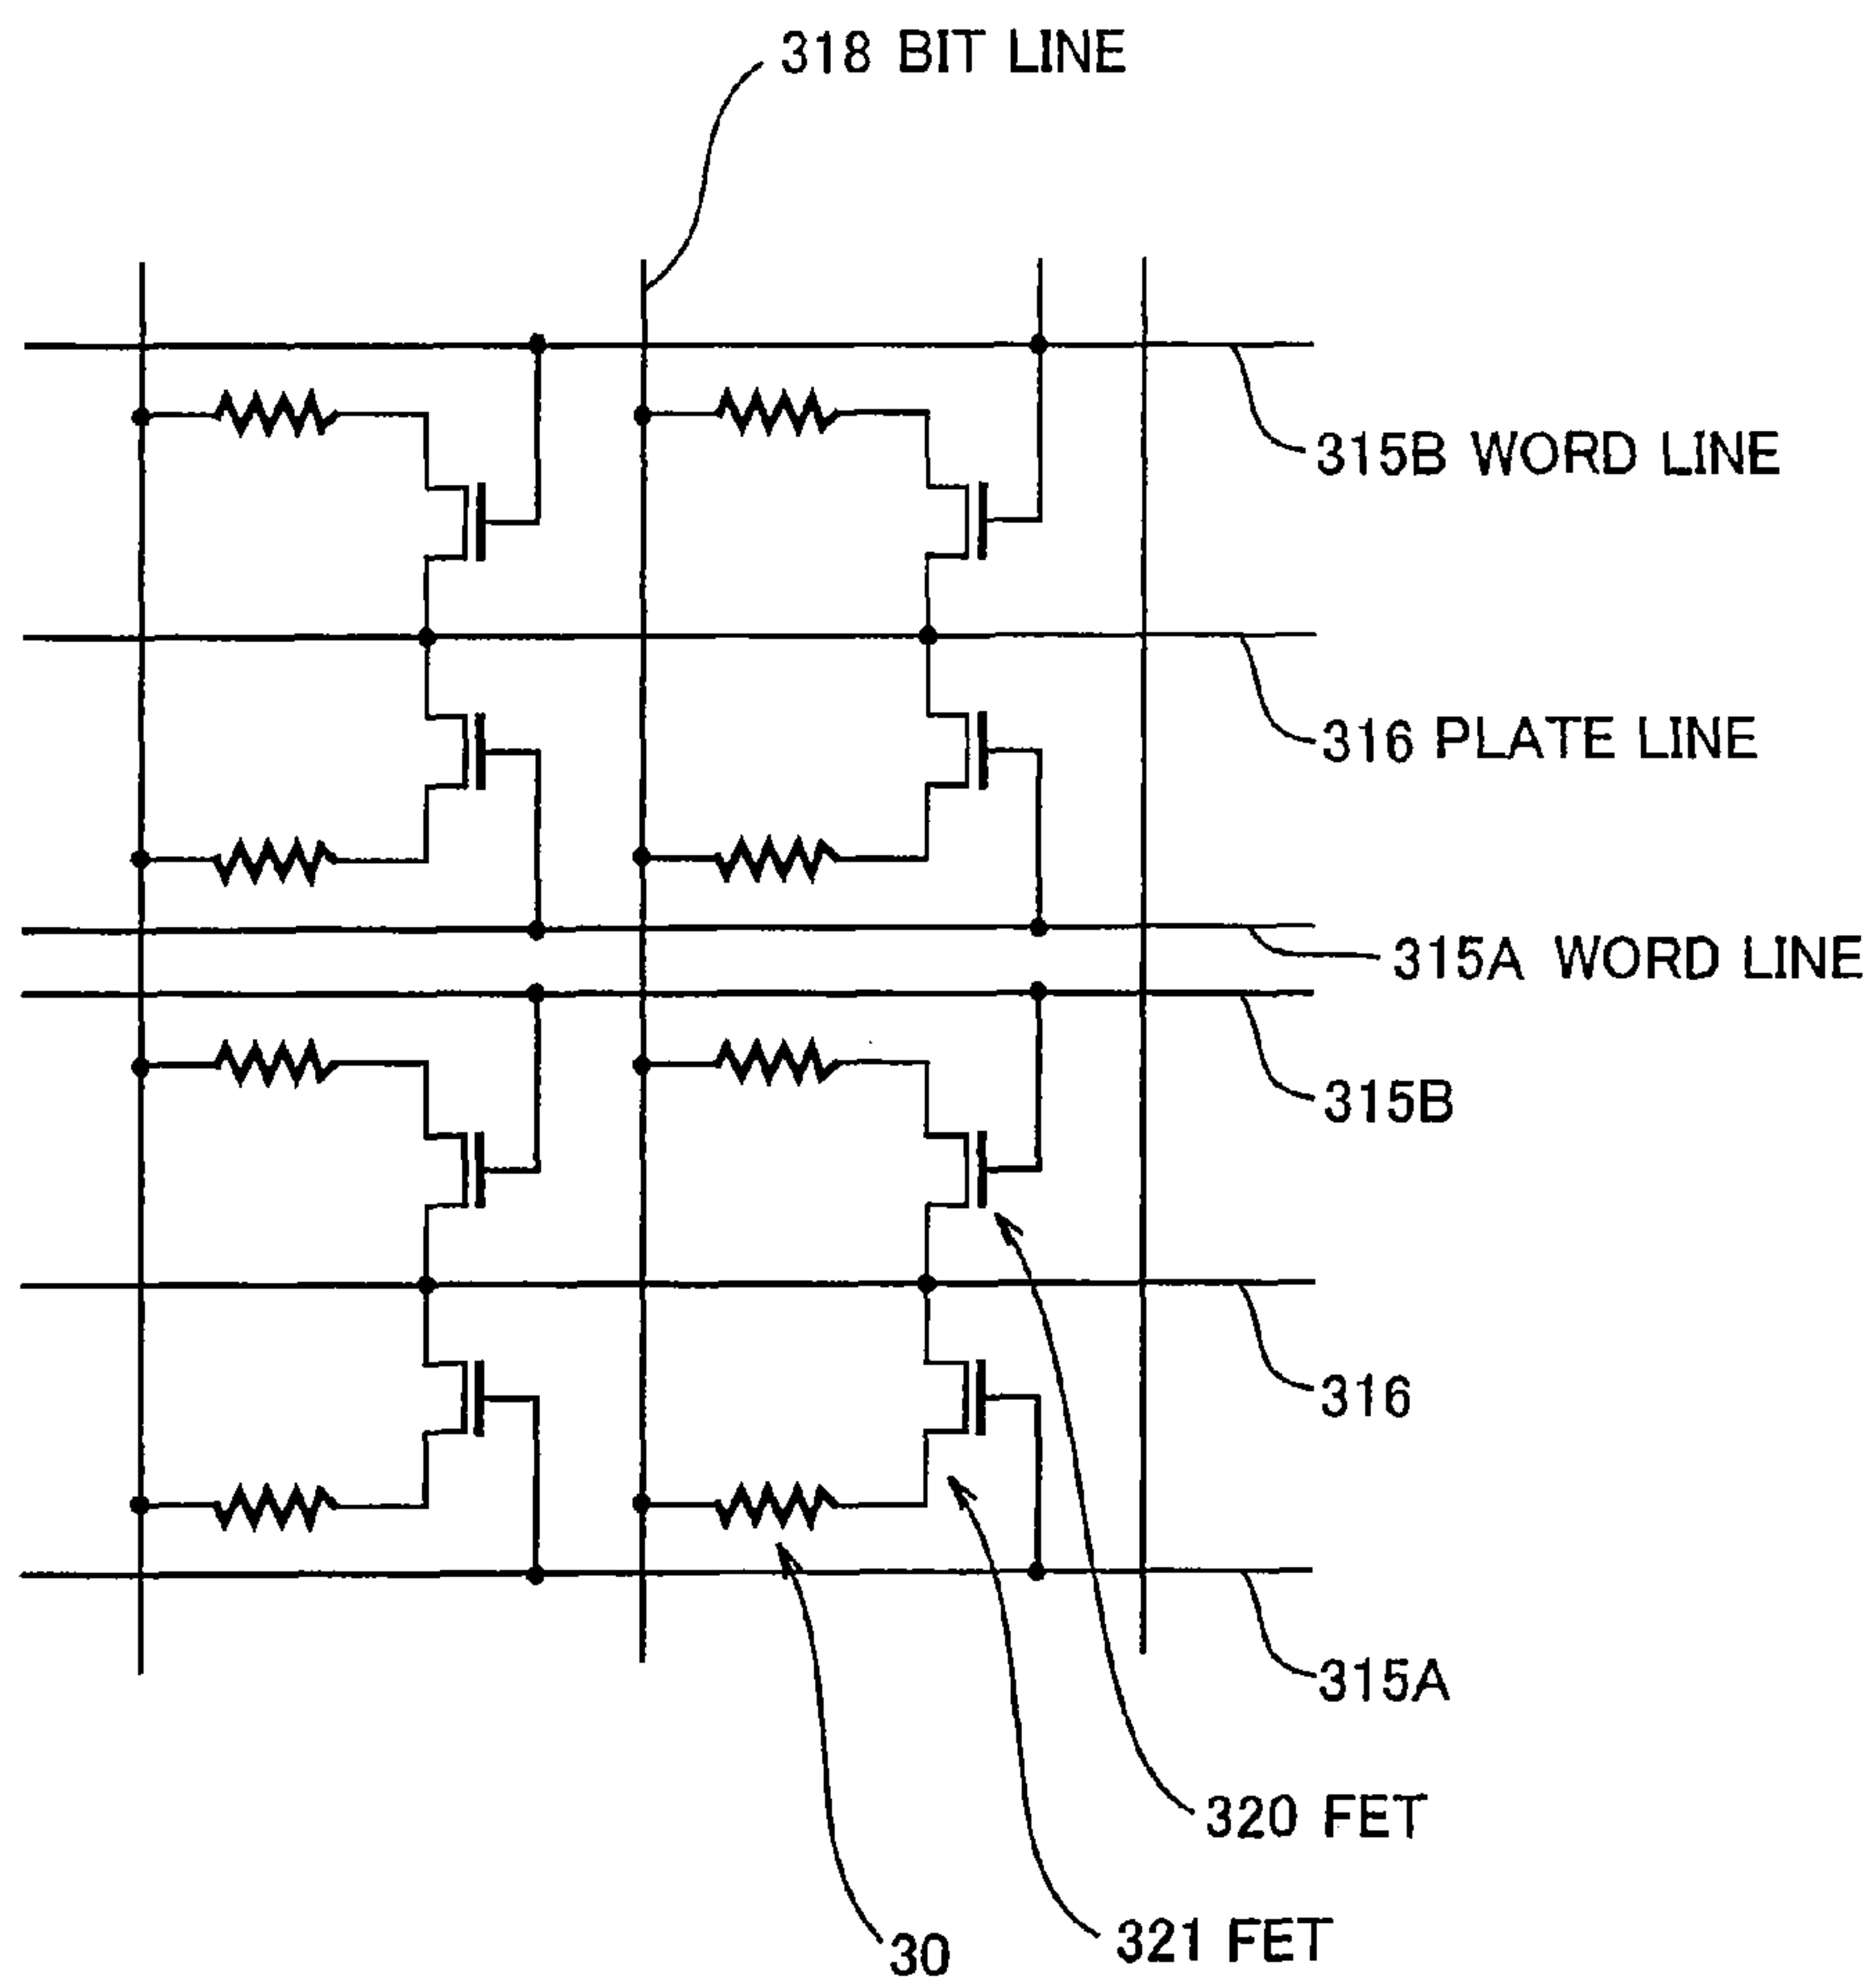 318 BIT LINE
315B WORD LINE
316 PLATE LINE
315A WORD LINE
315B
316
315A
320 FET
321 FET
30